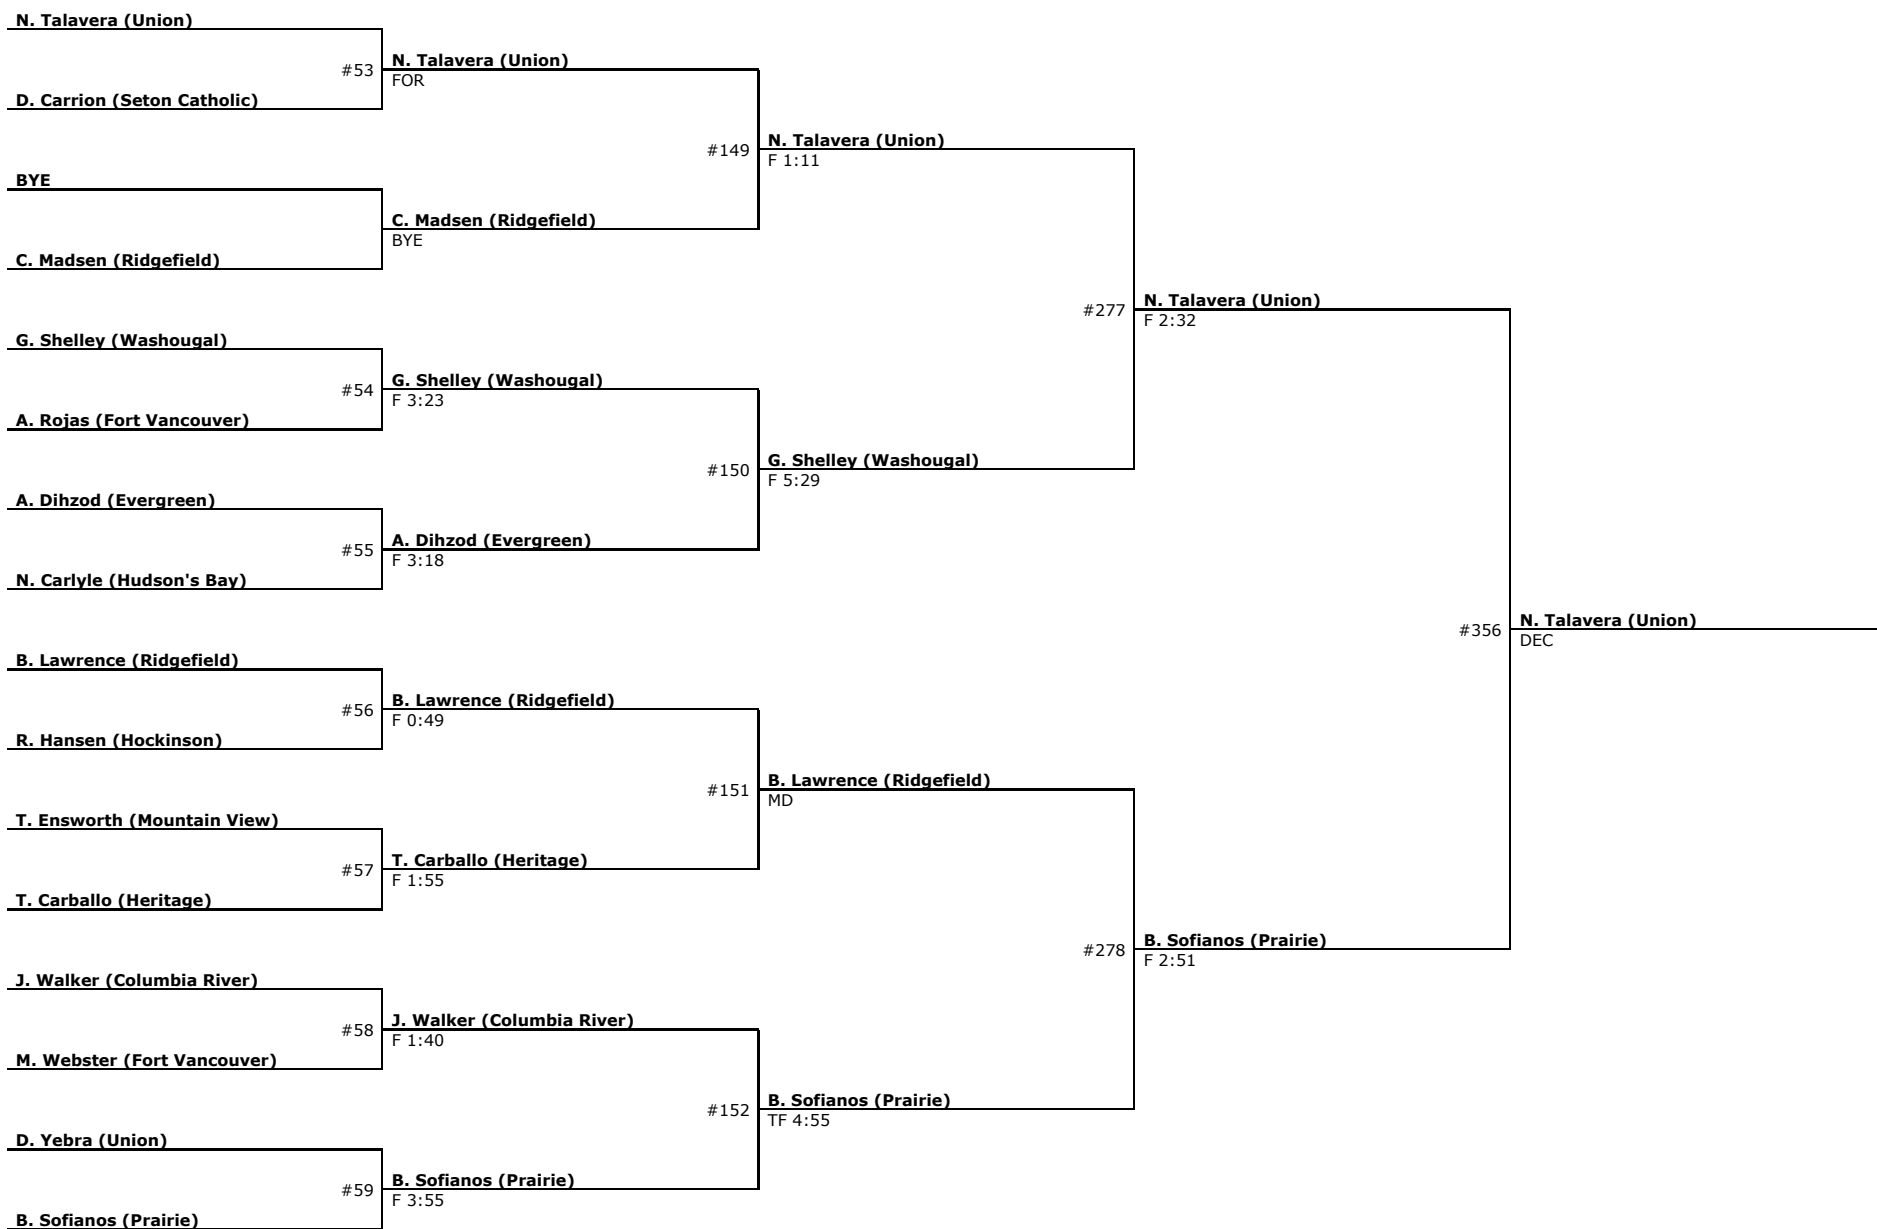 N. Talavera (Union)
#53
D. Carrion (Seton Catholic)
BYE
C. Madsen (Ridgefield)
G. Shelley (Washougal)
#54
A. Rojas (Fort Vancouver)
A. Dihzod (Evergreen)
#55
N. Carlyle (Hudson's Bay)
B. Lawrence (Ridgefield)
#56
R. Hansen (Hockinson)
T. Ensworth (Mountain View)
#57
T. Carballo (Heritage)
J. Walker (Columbia River)
#58
M. Webster (Fort Vancouver)
D. Yebra (Union)
#59
B. Sofianos (Prairie)
N. Talavera (Union)
FOR
#149
C. Madsen (Ridgefield)
BYE
G. Shelley (Washougal)
F 3:23
#150
A. Dihzod (Evergreen)
F 3:18
B. Lawrence (Ridgefield)
F 0:49
#151
T. Carballo (Heritage)
F 1:55
J. Walker (Columbia River)
F 1:40
#152
B. Sofianos (Prairie)
F 3:55
N. Talavera (Union)
F 1:11
#277
G. Shelley (Washougal)
F 5:29
B. Lawrence (Ridgefield)
MD
#278
B. Sofianos (Prairie)
TF 4:55
N. Talavera (Union)
F 2:32
#356
B. Sofianos (Prairie)
F 2:51
N. Talavera (Union)
DEC